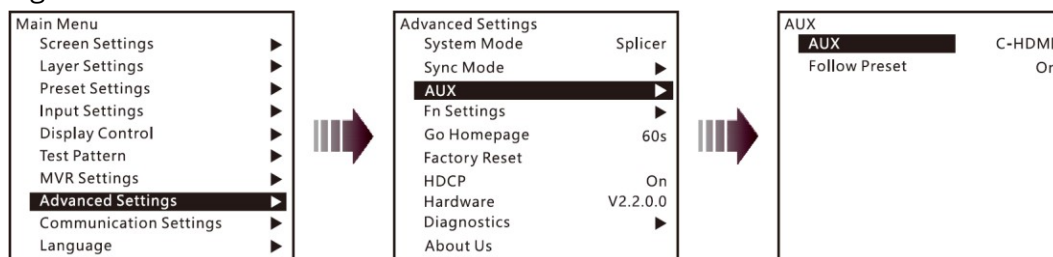 Main Menu
Screen Settings
Layer Settings
Preset Settings
Input Settings
Display Control
Test Pattern
MVR Settings
Advanced Settings
Communication Settings
Language
Advanced Settings
System Mode Splicer
Sync Mode
AUX
Fn Settings
Go Homepage 60s
Factory Reset
HDCP On
Hardware V2.2.0.0
Diagnostics
About Us
AUX
AUX C-HDMI
Follow Preset On